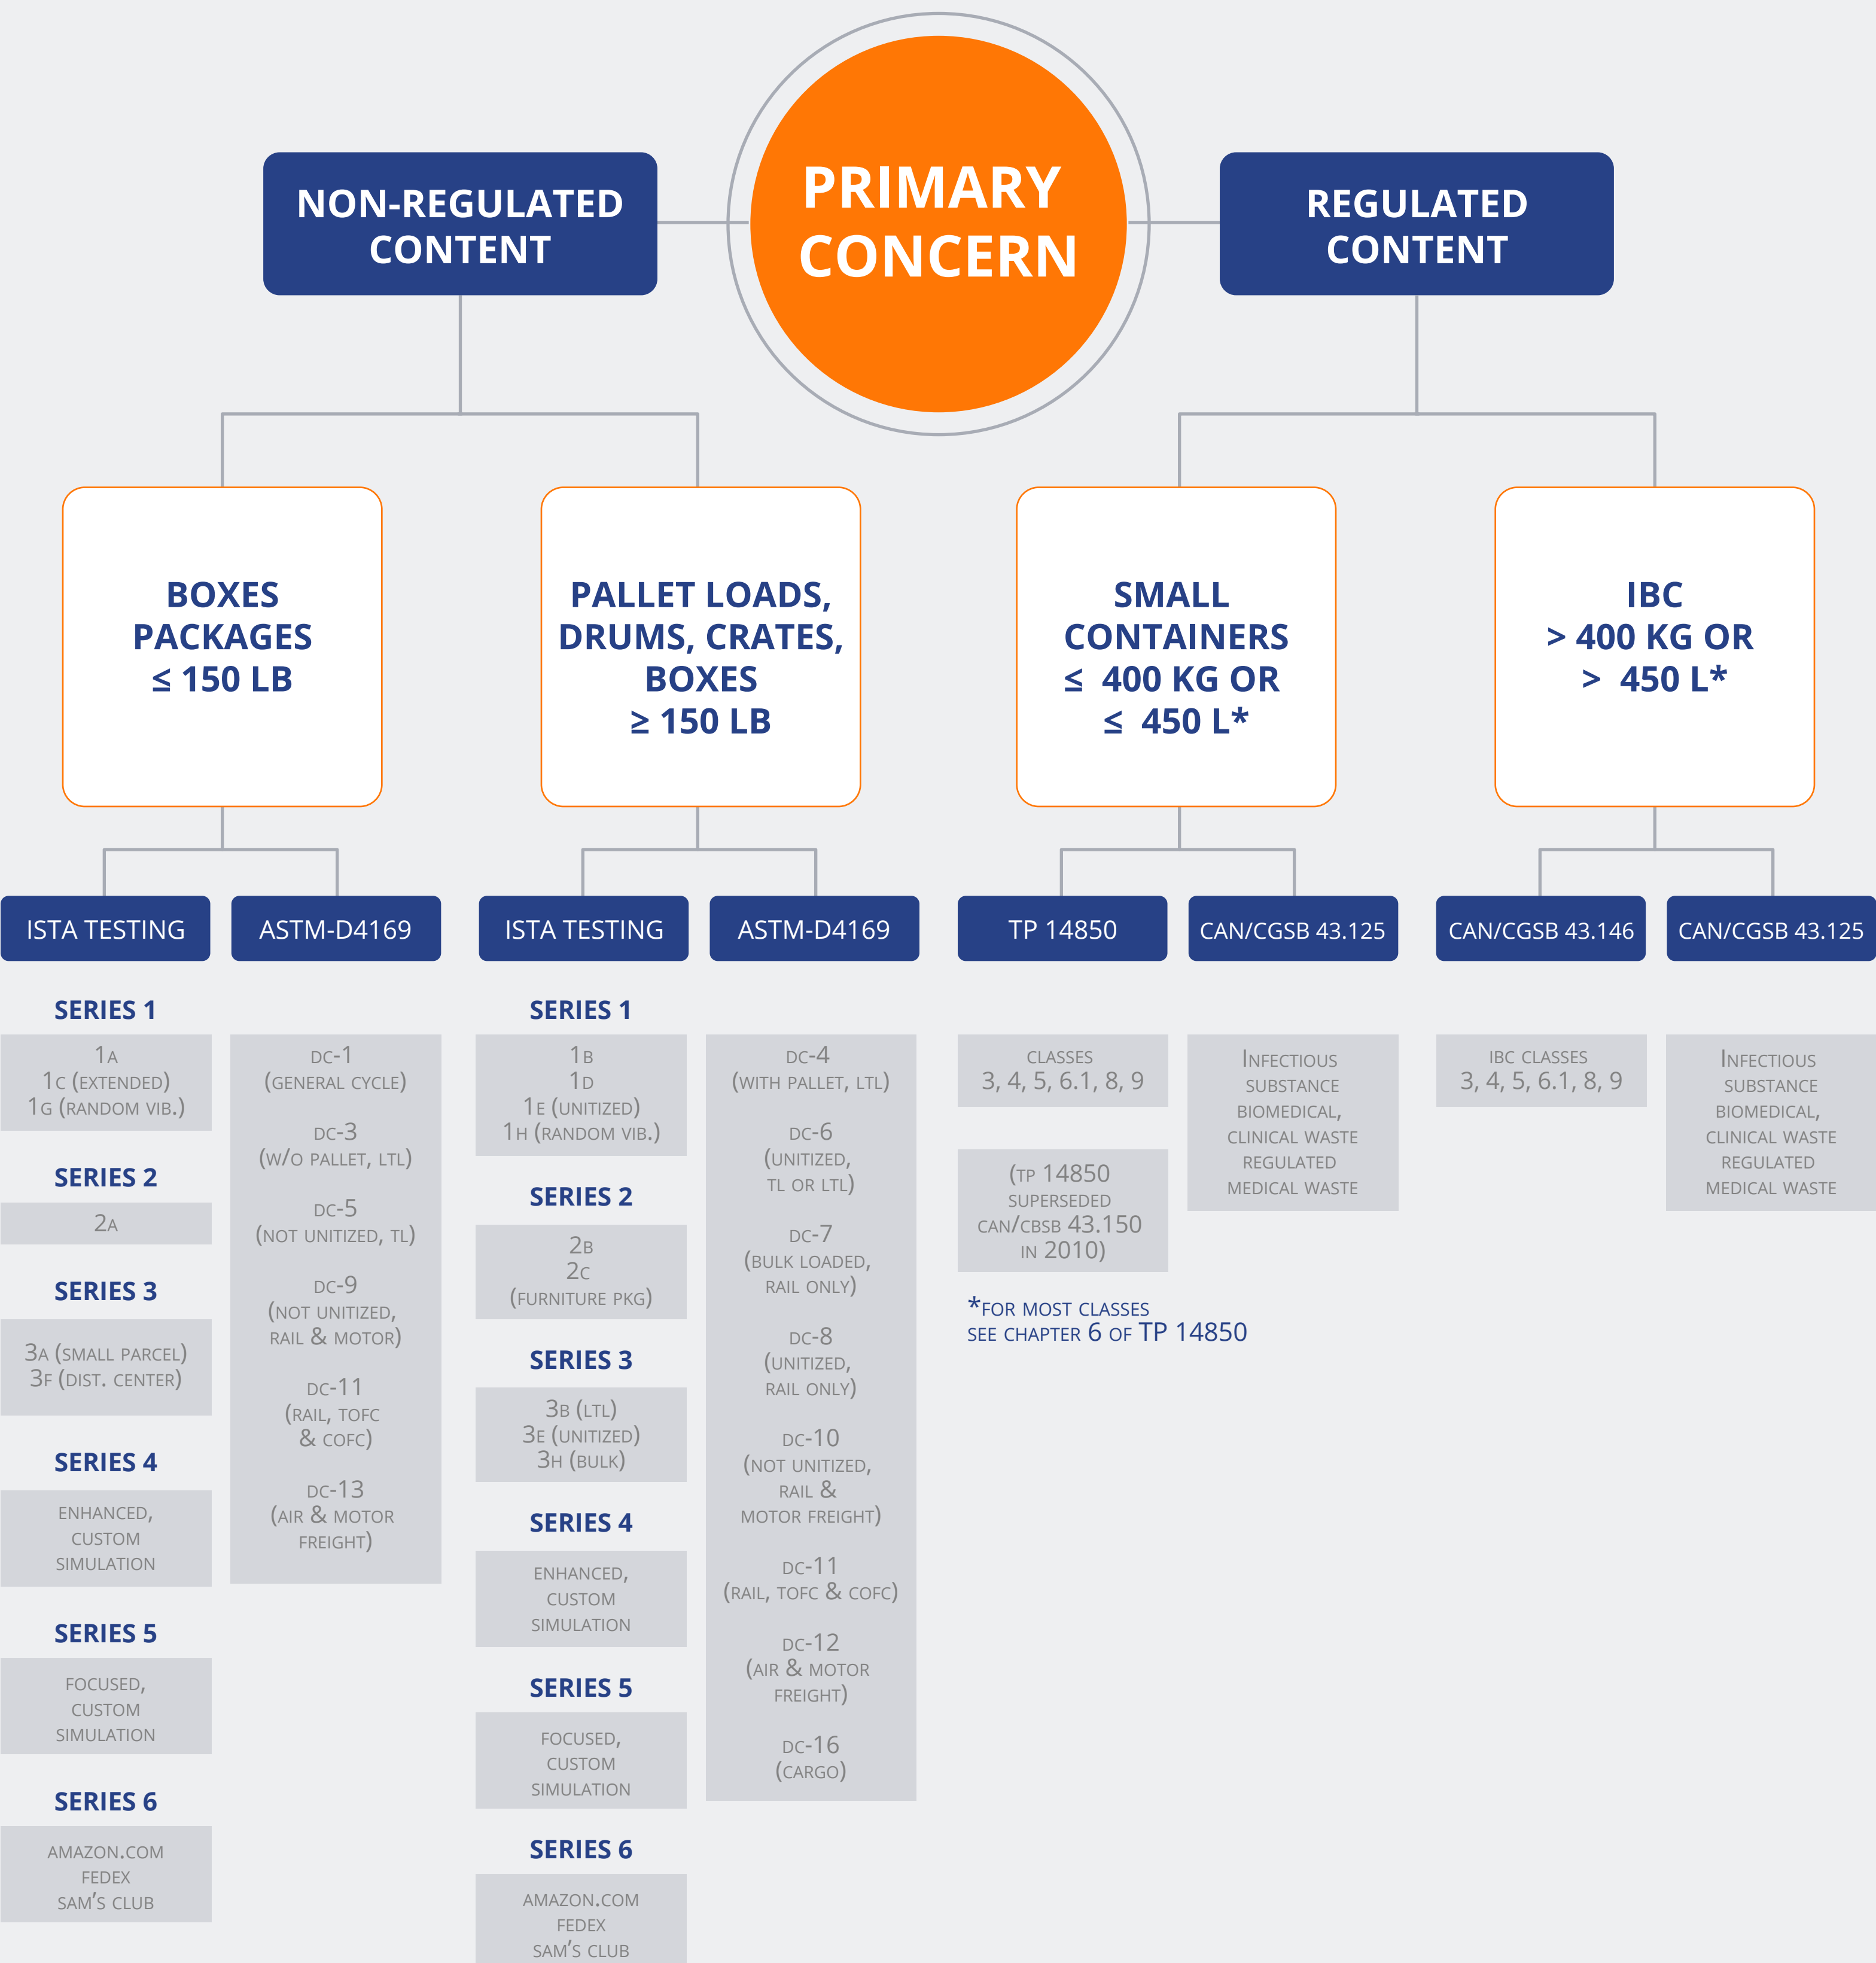 PRIMARY
CONCERN
NON-REGULATED
CONTENT
REGULATED
CONTENT
BOXES
PACKAGES
≤ 150 LB
PALLET LOADS,
DRUMS, CRATES,
BOXES
≥ 150 LB
SMALL
CONTAINERS
≤ 400 KG OR
≤ 450 L*
IBC
> 400 KG OR
> 450 L*
ISTA TESTING
SERIES 1
1A
1C (EXTENDED)
1G (RANDOM VIB.)
SERIES 2
2A
SERIES 3
3A (SMALL PARCEL)
3F (DIST. CENTER)
SERIES 4
ENHANCED,
CUSTOM
SIMULATION
SERIES 5
FOCUSED,
CUSTOM
SIMULATION
SERIES 6
AMAZON.COM
FEDEX
SAM'S CLUB
ASTM-D4169
DC-1
(GENERAL CYCLE)
DC-3
(W/O PALLET, LTL)
DC-5
(NOT UNITIZED, TL)
DC-9
(NOT UNITIZED,
RAIL & MOTOR)
DC-11
(RAIL, TOFC
& COFC)
DC-13
(AIR & MOTOR
FREIGHT)
ISTA TESTING
SERIES 1
1B
1D
1E (UNITIZED)
1H (RANDOM VIB.)
SERIES 2
2B
2C
(FURNITURE PKG)
SERIES 3
3B (LTL)
3E (UNITIZED)
3H (BULK)
SERIES 4
ENHANCED,
CUSTOM
SIMULATION
SERIES 5
FOCUSED,
CUSTOM
SIMULATION
SERIES 6
AMAZON.COM
FEDEX
SAM'S CLUB
ASTM-D4169
DC-4
(WITH PALLET, LTL)
DC-6
(UNITIZED,
TL OR LTL)
DC-7
(BULK LOADED,
RAIL ONLY)
DC-8
(UNITIZED,
RAIL ONLY)
DC-10
(NOT UNITIZED,
RAIL &
MOTOR FREIGHT)
DC-11
(RAIL, TOFC & COFC)
DC-12
(AIR & MOTOR
FREIGHT)
DC-16
(CARGO)
TP 14850
CLASSES
3, 4, 5, 6.1, 8, 9
(TP 14850
SUPERSEDED
CAN/CBSB 43.150
IN 2010)
*FOR MOST CLASSES
SEE CHAPTER 6 OF TP 14850
CAN/CGSB 43.125
INFECTIOUS
SUBSTANCE
BIOMEDICAL,
CLINICAL WASTE
REGULATED
MEDICAL WASTE
CAN/CGSB 43.146
IBC CLASSES
3, 4, 5, 6.1, 8, 9
CAN/CGSB 43.125
INFECTIOUS
SUBSTANCE
BIOMEDICAL,
CLINICAL WASTE
REGULATED
MEDICAL WASTE